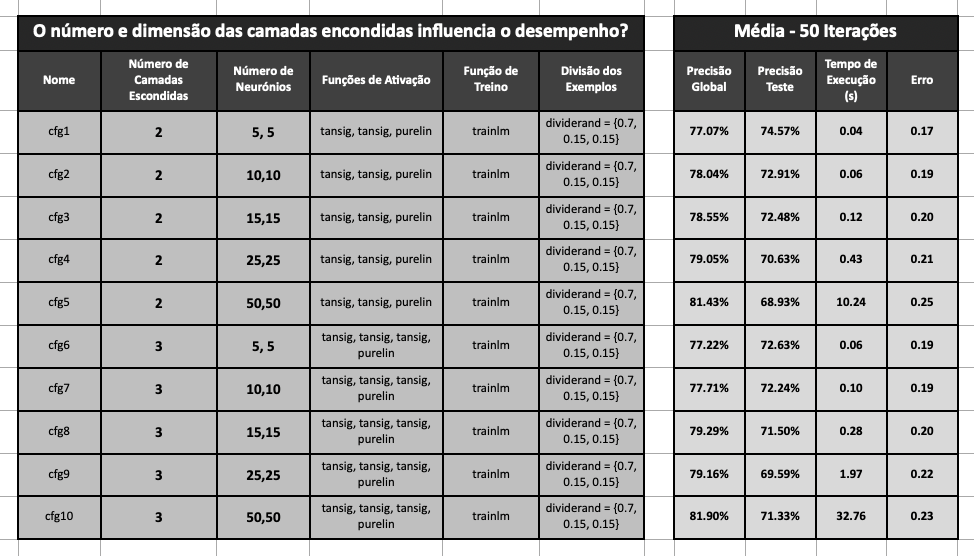 O número e dimensão das camadas encondidas influencia o desempenho? Média - 50 Iterações
Nome Número de Camadas Escondidas Número de Neurónios Funções de Ativação Função de Treino Divisão dos Exemplos Precisão Global Precisão Teste Tempo de Execução (s) Erro
cfg1 2 5, 5 tansig, tansig, purelin trainlm dividerand = {0.7, 0.15, 0.15} 77.07% 74.57% 0.04 0.17
cfg2 2 10,10 tansig, tansig, purelin trainlm dividerand = {0.7, 0.15, 0.15} 78.04% 72.91% 0.06 0.19
cfg3 2 15,15 tansig, tansig, purelin trainlm dividerand = {0.7, 0.15, 0.15} 78.55% 72.48% 0.12 0.20
cfg4 2 25,25 tansig, tansig, purelin trainlm dividerand = {0.7, 0.15, 0.15} 79.05% 70.63% 0.43 0.21
cfg5 2 50,50 tansig, tansig, purelin trainlm dividerand = {0.7, 0.15, 0.15} 81.43% 68.93% 10.24 0.25
cfg6 3 5, 5 tansig, tansig, tansig, purelin trainlm dividerand = {0.7, 0.15, 0.15} 77.22% 72.63% 0.06 0.19
cfg7 3 10,10 tansig, tansig, tansig, purelin trainlm dividerand = {0.7, 0.15, 0.15} 77.71% 72.24% 0.10 0.19
cfg8 3 15,15 tansig, tansig, tansig, purelin trainlm dividerand = {0.7, 0.15, 0.15} 79.29% 71.50% 0.28 0.20
cfg9 3 25,25 tansig, tansig, tansig, purelin trainlm dividerand = {0.7, 0.15, 0.15} 79.16% 69.59% 1.97 0.22
cfg10 3 50,50 tansig, tansig, tansig, purelin trainlm dividerand = {0.7, 0.15, 0.15} 81.90% 71.33% 32.76 0.23